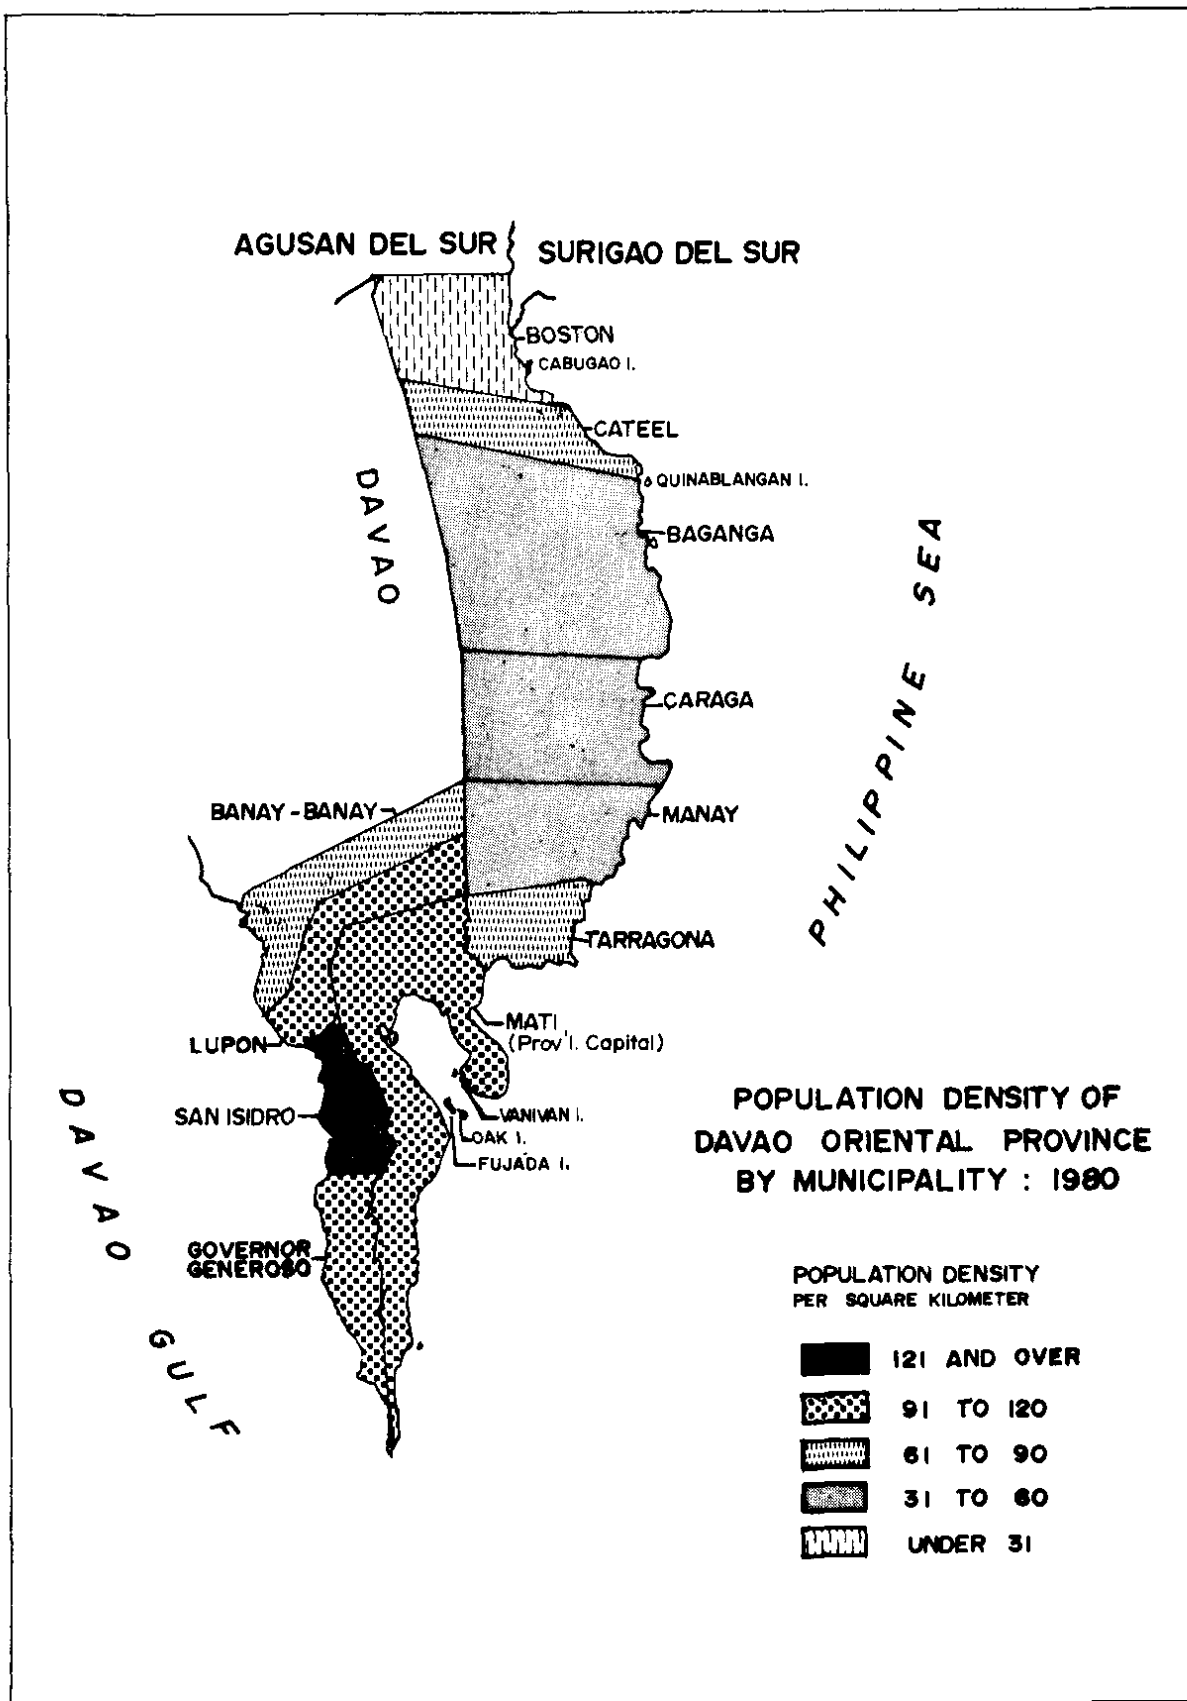 AGUSAN DEL SUR
SURIGAO DEL SUR
BOSTON
CABUGAO I.
CATEEL
QUINABLANGAN I.
DAVAO
BAGANGA
PHILIPPINE SEA
CARAGA
BANAY-BANAY
MANAY
TARRAGONA
MATI
(Prov'l. Capital)
LUPON
SAN ISIDRO
VANIVAN I.
OAK I.
FUJADA I.
DAVAO GULF
GOVERNOR
GENEROSO
POPULATION DENSITY OF
DAVAO ORIENTAL PROVINCE
BY MUNICIPALITY : 1980
POPULATION DENSITY
PER SQUARE KILOMETER
121 AND OVER
91 TO 120
61 TO 90
31 TO 60
UNDER 31